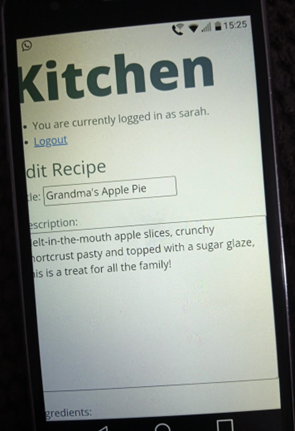 15:25
Kitchen
You are currently logged in as sarah.
Logout
dit Recipe
tle: Grandma's Apple Pie
escription:
elt-in-the-mouth apple slices, crunchy
hortcrust pasty and topped with a sugar glaze,
his is a treat for all the family!
gredients: